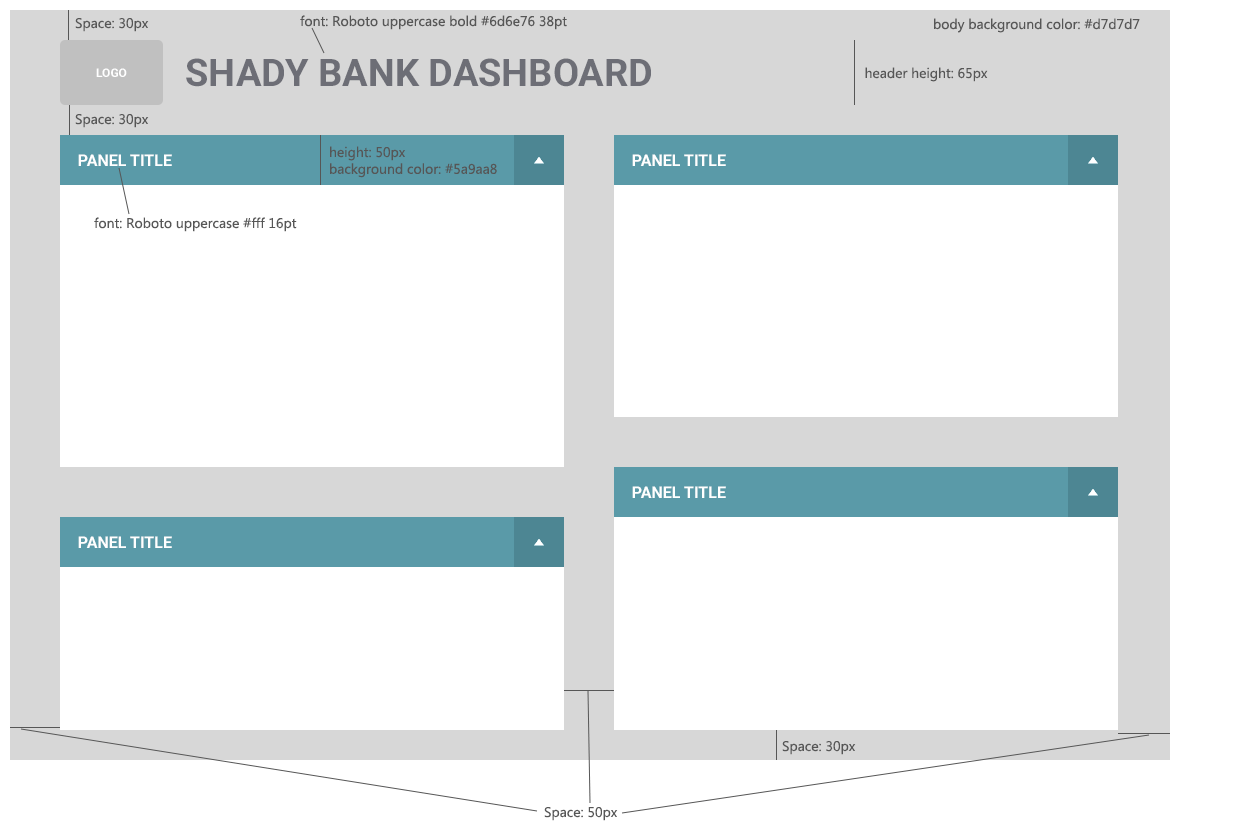 Space: 30px
font: Roboto uppercase bold #6d6e76 38pt
body background color: #d7d7d7
LOGO
SHADY BANK DASHBOARD
header height: 65px
Space: 30px
PANEL TITLE
height: 50px
background color: #5a9aa8
PANEL TITLE
font: Roboto uppercase #fff 16pt
PANEL TITLE
PANEL TITLE
Space: 30px
Space: 50px